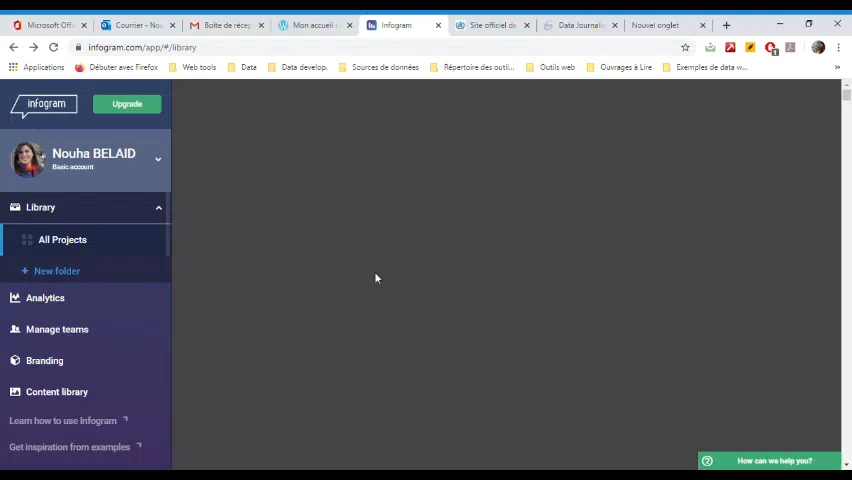 Microsoft Off
Courrier - Nou
Boîte de récep
Mon accueil
Infogram
Site officiel de
Data Journalis
Nouvel onglet
infogram.com/app/#/library
Applications
Débuter avec Firefox
Web tools
Data
Data develop.
Sources de données
Répertoire des outi...
Outils web
Ouvrages à Lire
Exemples de data w...
infogram
Upgrade
Nouha BELAID
Basic account
Library
All Projects
+ New folder
Analytics
Manage teams
Branding
Content library
Learn how to use Infogram
Get inspiration from examples
How can we help you?